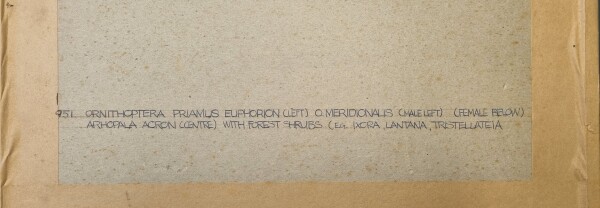 951. ORNITHOPTERA PRIAMUS EUPHORION (LEFT) O. MERIDIONALIS (MALE LEFT) (FEMALE BELOW)
ARHOPALA ACRON (CENTRE) WITH FOREST SHRUBS (EG. IXORA LANTANA, TRISTELLATEIA